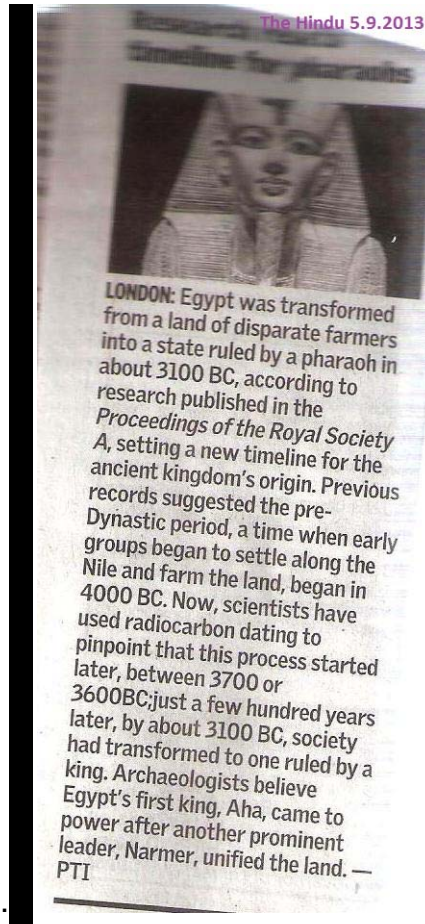 The Hindu 5.9.2013
timeline for pharaohs
LONDON: Egypt was transformed
from a land of disparate farmers
into a state ruled by a pharaoh in
about 3100 BC, according to
research published in the
Proceedings of the Royal Society
A, setting a new timeline for the
ancient kingdom's origin. Previous
records suggested the pre-
Dynastic period, a time when early
groups began to settle along the
Nile and farm the land, began in
4000 BC. Now, scientists have
used radiocarbon dating to
pinpoint that this process started
later, between 3700 or
3600BC;just a few hundred years
later, by about 3100 BC, society
had transformed to one ruled by a
king. Archaeologists believe
Egypt's first king, Aha, came to
power after another prominent
leader, Narmer, unified the land. —
PTI
.